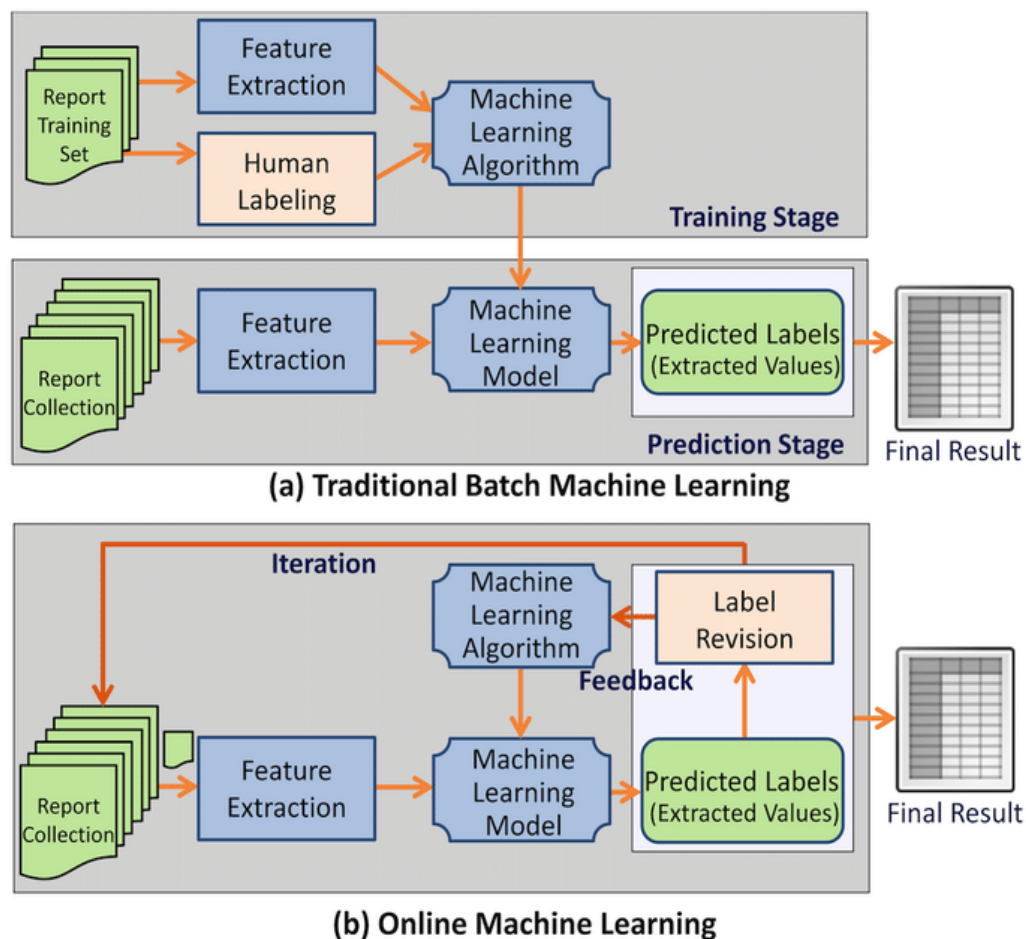 Report
Training
Set
Feature
Extraction
Human
Labeling
Machine
Learning
Algorithm
Training Stage
Report
Collection
Feature
Extraction
Machine
Learning
Model
Predicted Labels
(Extracted Values)
Prediction Stage
Final Result
(a) Traditional Batch Machine Learning
Iteration
Machine
Learning
Algorithm
Label
Revision
Feedback
Report
Collection
Feature
Extraction
Machine
Learning
Model
Predicted Labels
(Extracted Values)
Final Result
(b) Online Machine Learning